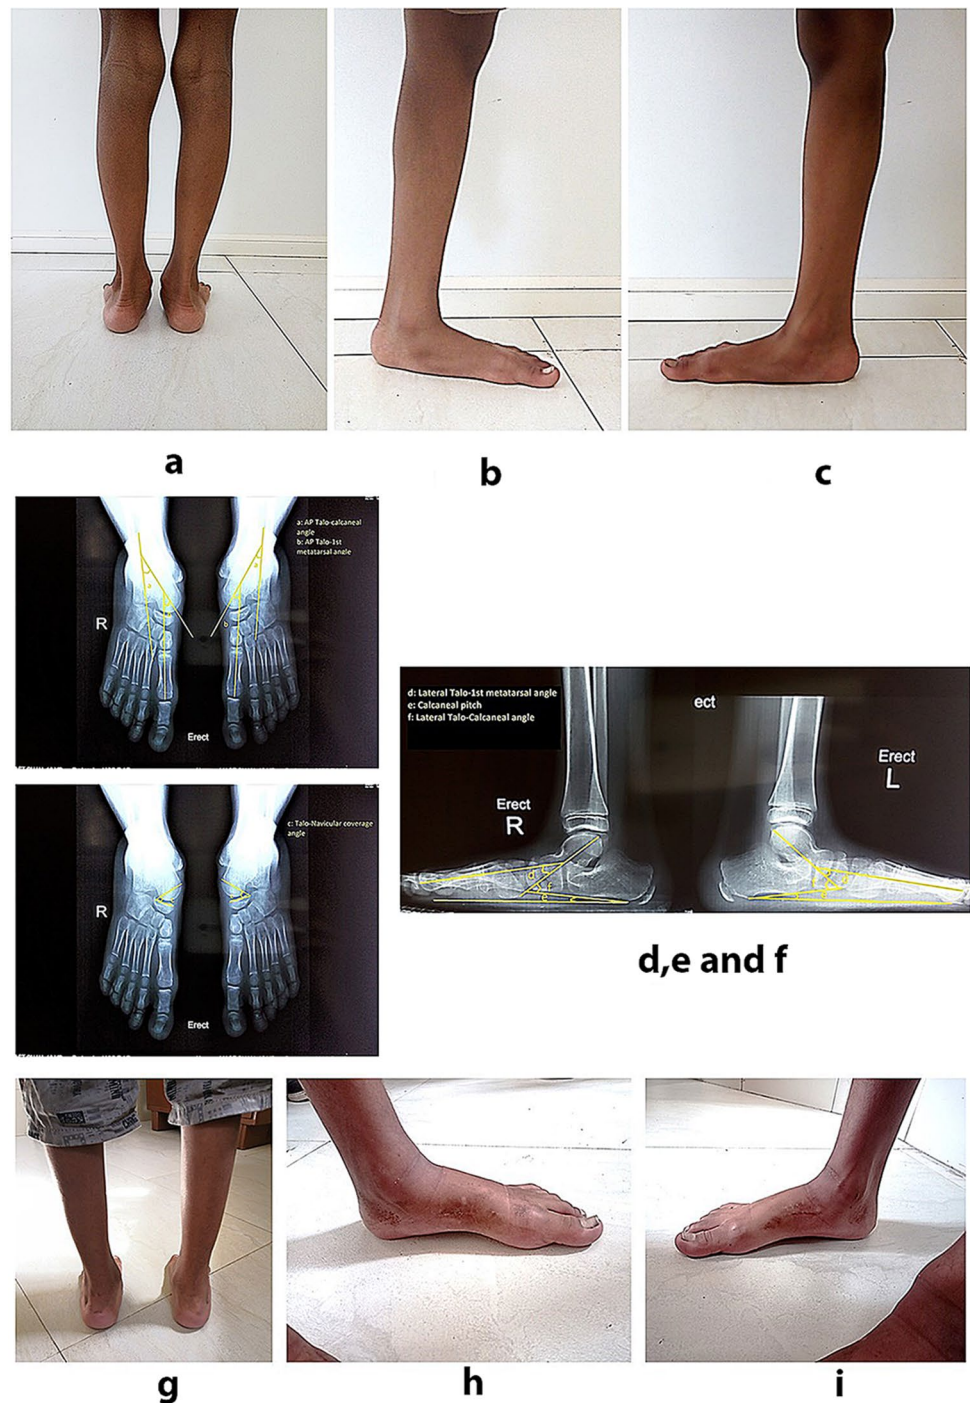 a
b
c
a: AP Talo-calcaneal
angle
b: AP Talo-1st
metatarsal angle
a
a
b
R
Erect
c: Talo-Navicular coverage
angle
R
Erect
d: Lateral Talo-1st metatarsal angle
e: Calcaneal pitch
f: Lateral Talo-Calcaneal angle
ect
Erect
R
Erect
L
d
f
e
d
d,e and f
g
h
i